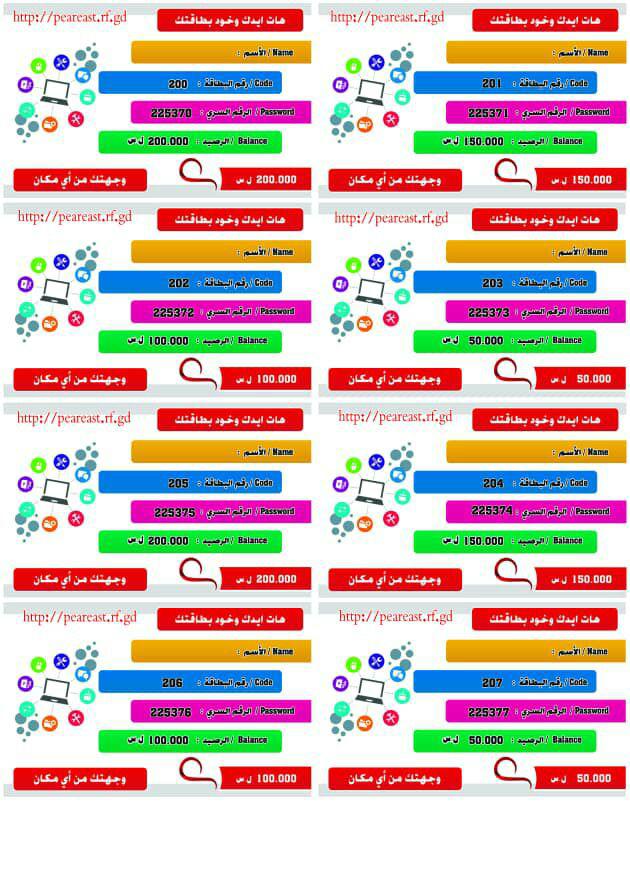 http://peareast.rf.gd
هات ايدك وخود بطاقتك
الأسم / Name :
رقم البطاقة / Code : 200
الرقم السري / Password : 225370
الرصيد / Balance : 200.000 ل س
وجهتك من أي مكان
200.000 ل س
http://peareast.rf.gd
هات ايدك وخود بطاقتك
الأسم / Name :
رقم البطاقة / Code : 201
الرقم السري / Password : 225371
الرصيد / Balance : 150.000 ل س
وجهتك من أي مكان
150.000 ل س
http://peareast.rf.gd
هات ايدك وخود بطاقتك
الأسم / Name :
رقم البطاقة / Code : 202
الرقم السري / Password : 225372
الرصيد / Balance : 100.000 ل س
وجهتك من أي مكان
100.000 ل س
http://peareast.rf.gd
هات ايدك وخود بطاقتك
الأسم / Name :
رقم البطاقة / Code : 203
الرقم السري / Password : 225373
الرصيد / Balance : 50.000 ل س
وجهتك من أي مكان
50.000 ل س
http://peareast.rf.gd
هات ايدك وخود بطاقتك
الأسم / Name :
رقم البطاقة / Code : 205
الرقم السري / Password : 225375
الرصيد / Balance : 200.000 ل س
وجهتك من أي مكان
200.000 ل س
http://peareast.rf.gd
هات ايدك وخود بطاقتك
الأسم / Name :
رقم البطاقة / Code : 204
الرقم السري / Password : 225374
الرصيد / Balance : 150.000 ل س
وجهتك من أي مكان
150.000 ل س
http://peareast.rf.gd
هات ايدك وخود بطاقتك
الأسم / Name :
رقم البطاقة / Code : 206
الرقم السري / Password : 225376
الرصيد / Balance : 100.000 ل س
وجهتك من أي مكان
100.000 ل س
http://peareast.rf.gd
هات ايدك وخود بطاقتك
الأسم / Name :
رقم البطاقة / Code : 207
الرقم السري / Password : 225377
الرصيد / Balance : 50.000 ل س
وجهتك من أي مكان
50.000 ل س